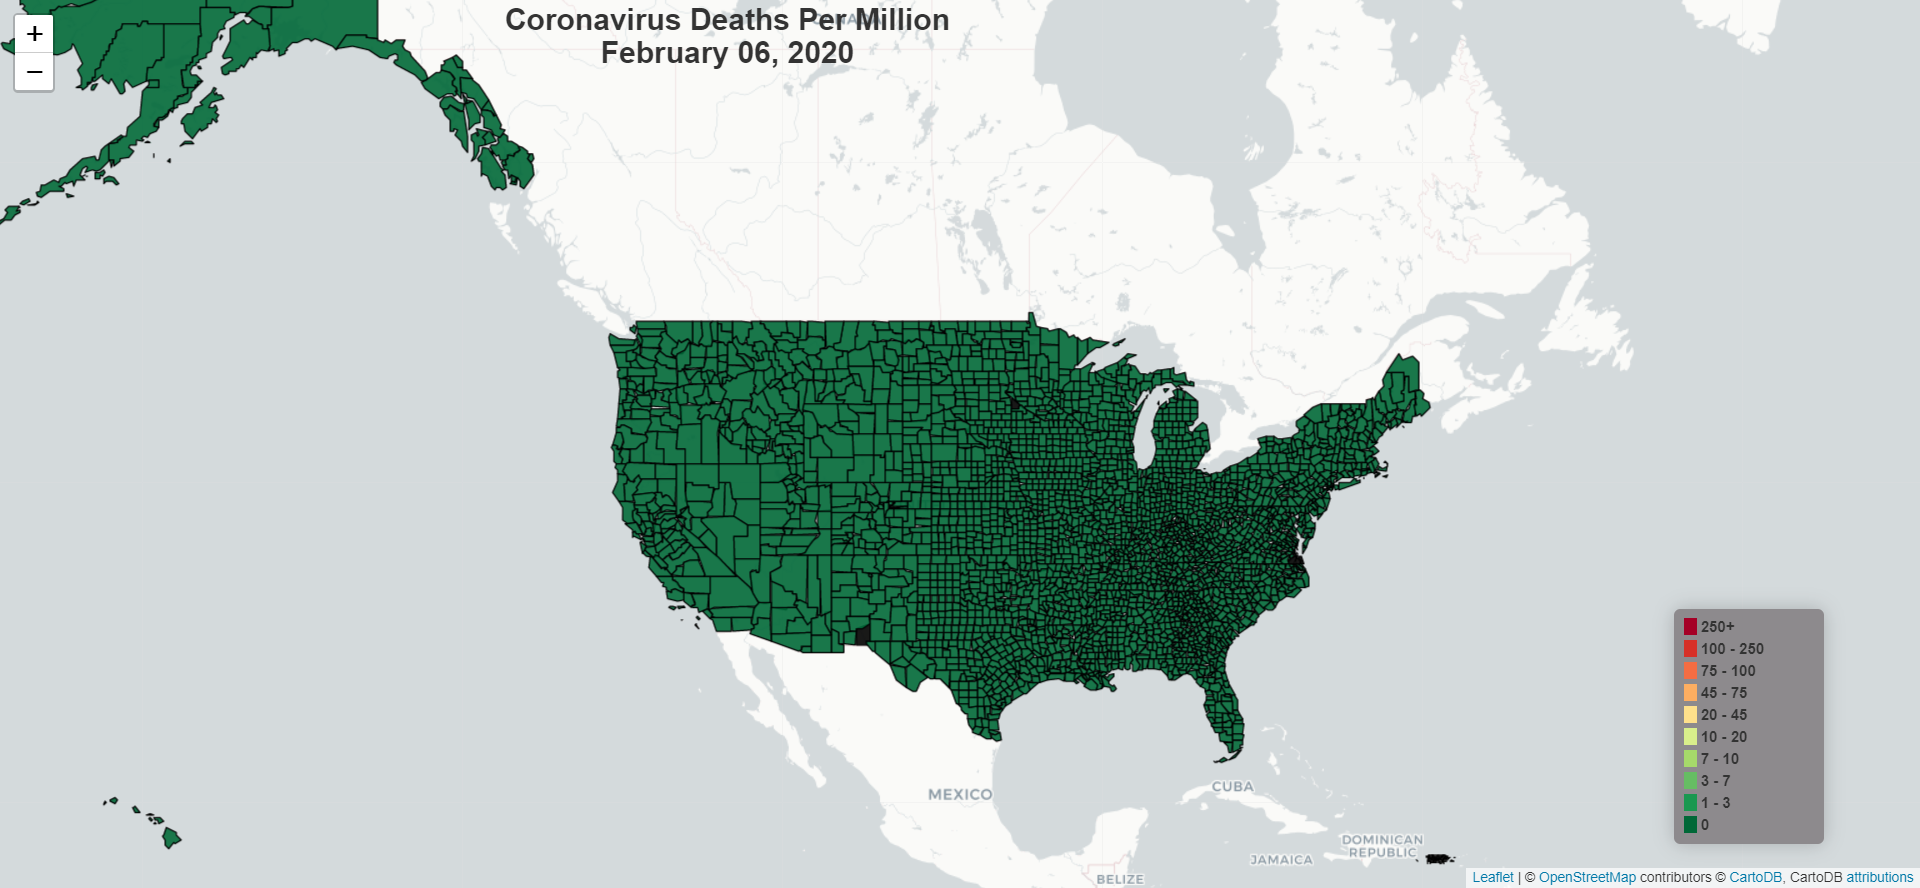 +
−
CANADA
Coronavirus Deaths Per Million
February 06, 2020
250+
100 - 250
75 - 100
45 - 75
20 - 45
10 - 20
7 - 10
3 - 7
1 - 3
0
MEXICO
CUBA
DOMINICAN
REPUBLIC
JAMAICA
BELIZE
Leaflet | © OpenStreetMap contributors © CartoDB, CartoDB attributions